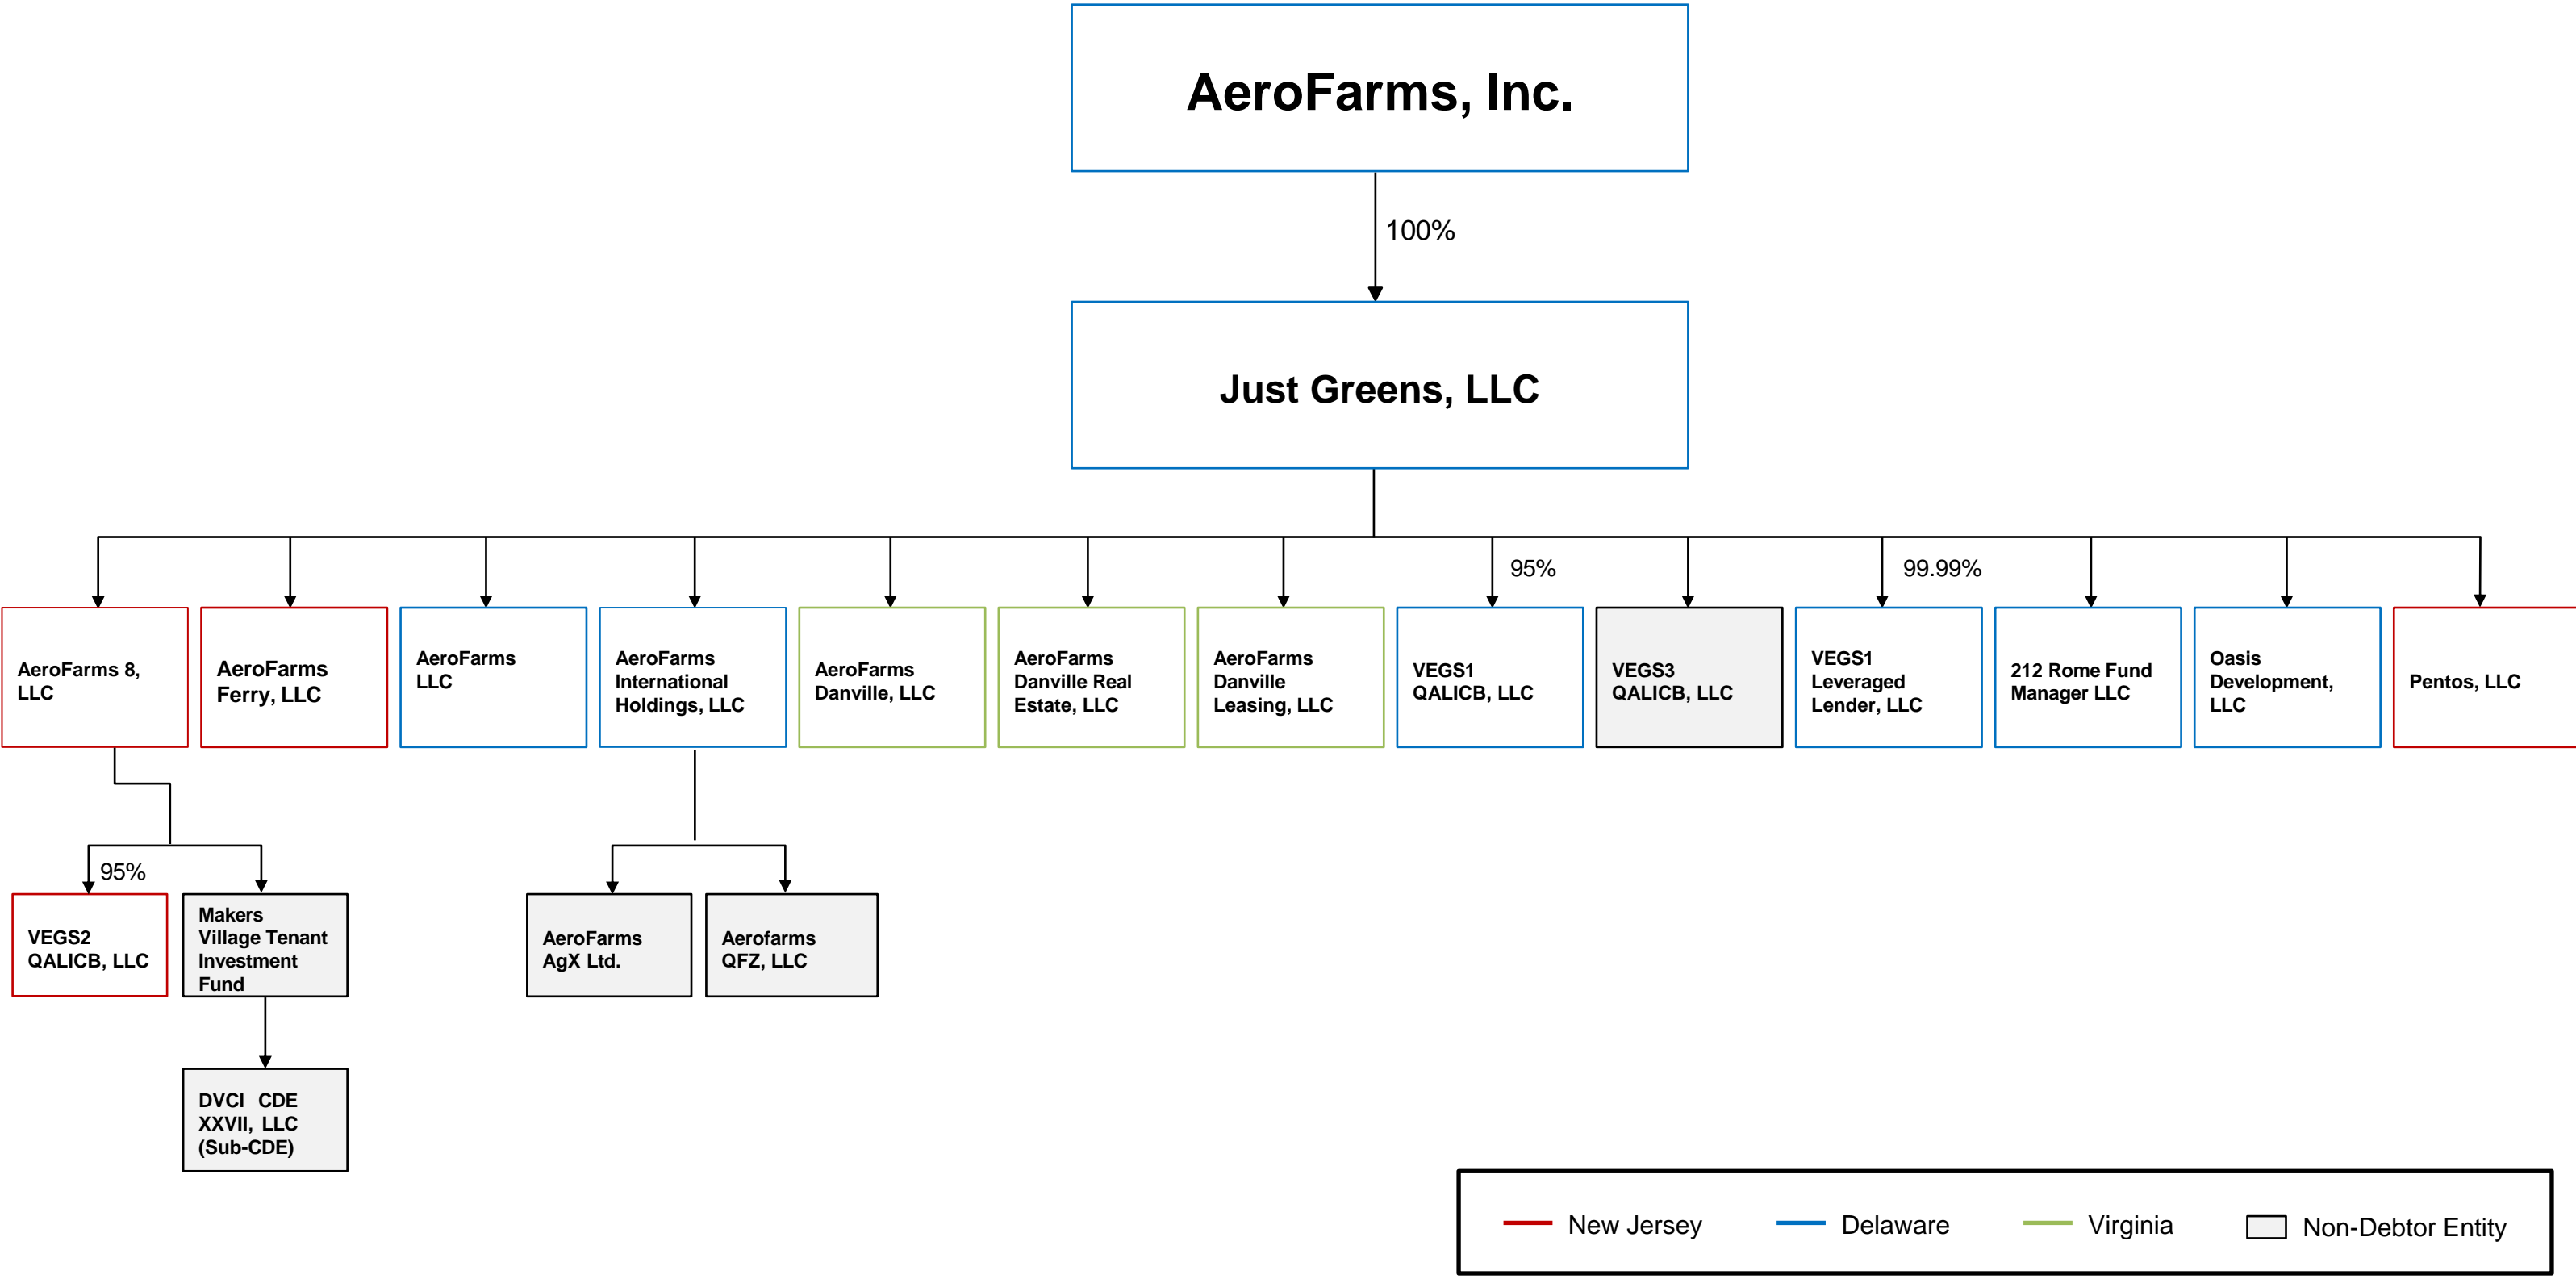 AeroFarms, Inc.
100%
Just Greens, LLC
95%
99.99%
AeroFarms 8,
LLC
AeroFarms
Ferry, LLC
AeroFarms
LLC
AeroFarms
International
Holdings, LLC
AeroFarms
Danville, LLC
AeroFarms
Danville Real
Estate, LLC
AeroFarms
Danville
Leasing, LLC
VEGS1
QALICB, LLC
VEGS3
QALICB, LLC
VEGS1
Leveraged
Lender, LLC
212 Rome Fund
Manager LLC
Oasis
Development,
LLC
Pentos, LLC
95%
VEGS2
QALICB, LLC
Makers
Village Tenant
Investment
Fund
AeroFarms
AgX Ltd.
Aerofarms
QFZ, LLC
DVCI CDE
XXVII, LLC
(Sub-CDE)
New Jersey
Delaware
Virginia
Non-Debtor Entity